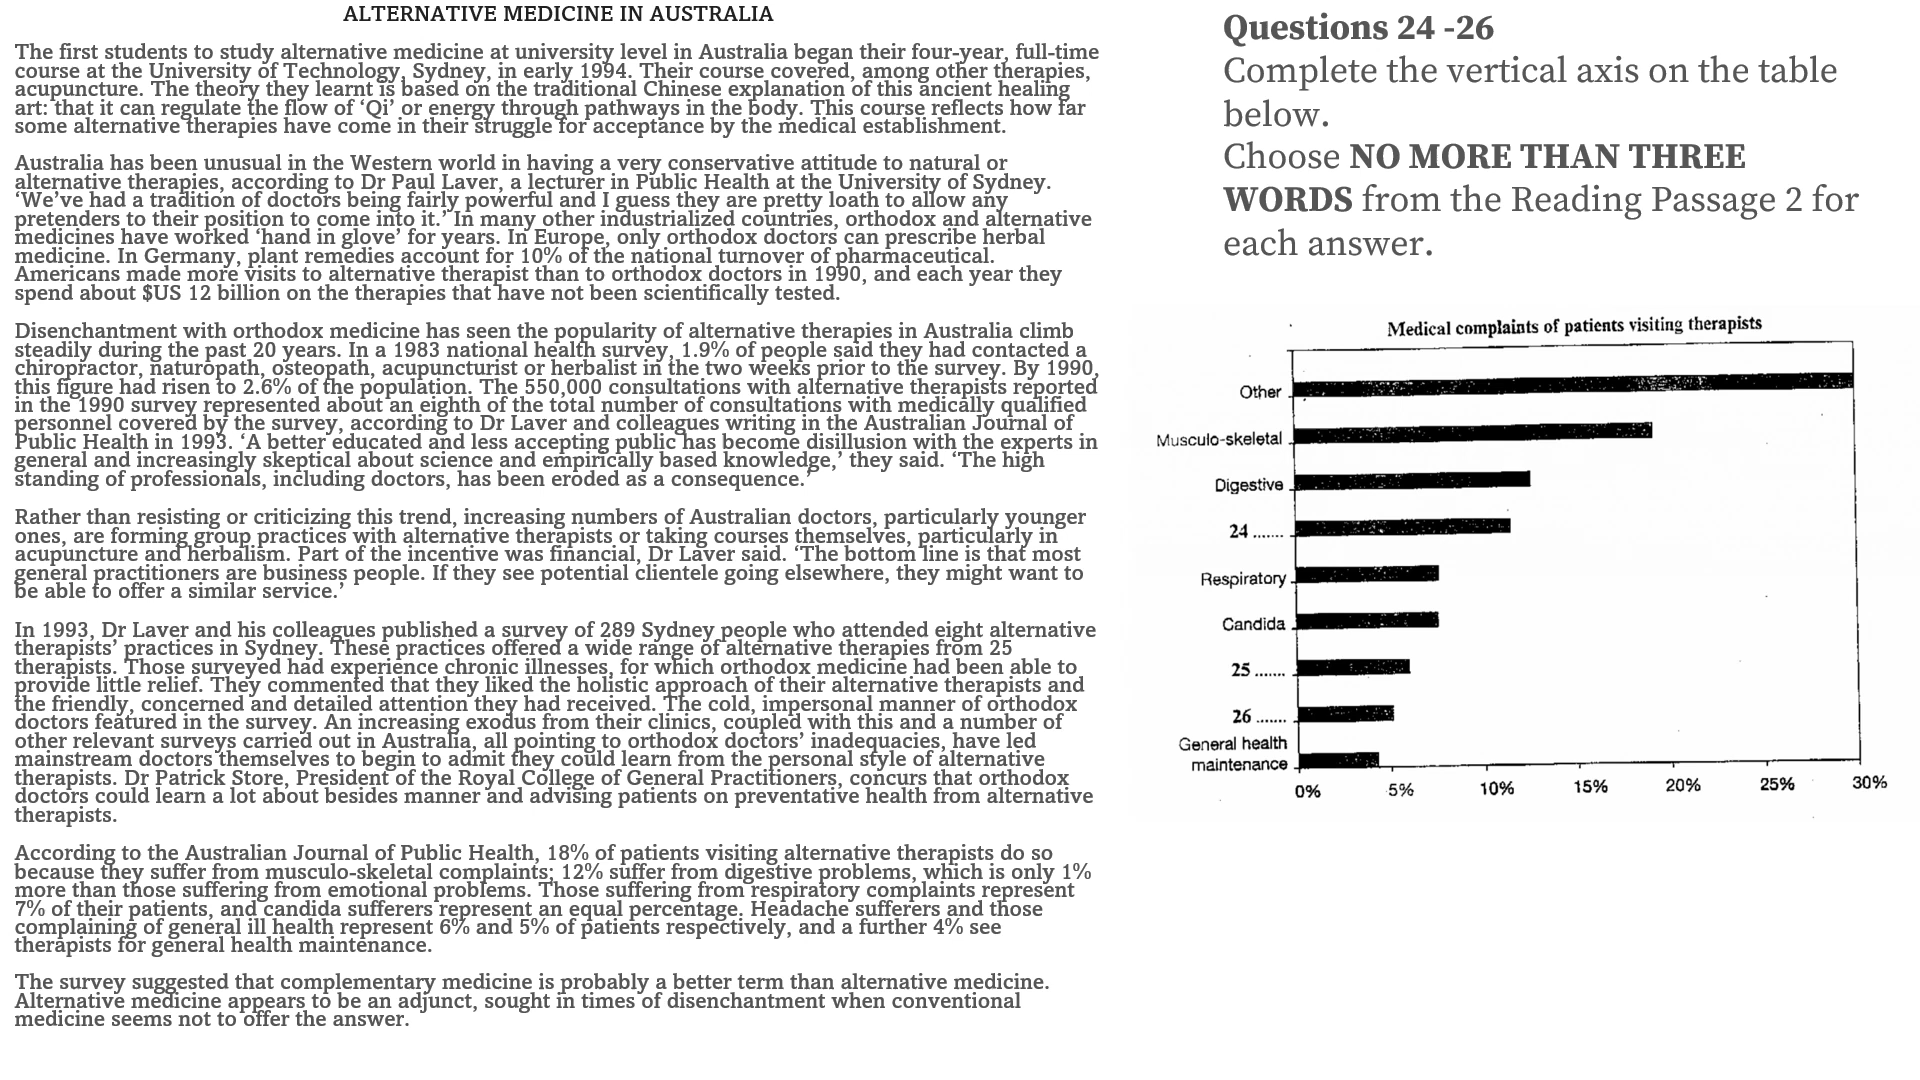 ALTERNATIVE MEDICINE IN AUSTRALIA
The first students to study alternative medicine at university level in Australia began their four-year, full-time
course at the University of Technology, Sydney, in early 1994. Their course covered, among other therapies,
acupuncture. The theory they learnt is based on the traditional Chinese explanation of this ancient healing
art: that it can regulate the flow of ‘Qi’ or energy through pathways in the body. This course reflects how far
some alternative therapies have come in their struggle for acceptance by the medical establishment.
Australia has been unusual in the Western world in having a very conservative attitude to natural or
alternative therapies, according to Dr Paul Laver, a lecturer in Public Health at the University of Sydney.
‘We’ve had a tradition of doctors being fairly powerful and I guess they are pretty loath to allow any
pretenders to their position to come into it.’ In many other industrialized countries, orthodox and alternative
medicines have worked ‘hand in glove’ for years. In Europe, only orthodox doctors can prescribe herbal
medicine. In Germany, plant remedies account for 10% of the national turnover of pharmaceutical.
Americans made more visits to alternative therapist than to orthodox doctors in 1990, and each year they
spend about $US 12 billion on the therapies that have not been scientifically tested.
Disenchantment with orthodox medicine has seen the popularity of alternative therapies in Australia climb
steadily during the past 20 years. In a 1983 national health survey, 1.9% of people said they had contacted a
chiropractor, naturopath, osteopath, acupuncturist or herbalist in the two weeks prior to the survey. By 1990,
this figure had risen to 2.6% of the population. The 550,000 consultations with alternative therapists reported
in the 1990 survey represented about an eighth of the total number of consultations with medically qualified
personnel covered by the survey, according to Dr Laver and colleagues writing in the Australian Journal of
Public Health in 1993. ‘A better educated and less accepting public has become disillusion with the experts in
general and increasingly skeptical about science and empirically based knowledge,’ they said. ‘The high
standing of professionals, including doctors, has been eroded as a consequence.’
Rather than resisting or criticizing this trend, increasing numbers of Australian doctors, particularly younger
ones, are forming group practices with alternative therapists or taking courses themselves, particularly in
acupuncture and herbalism. Part of the incentive was financial, Dr Laver said. ‘The bottom line is that most
general practitioners are business people. If they see potential clientele going elsewhere, they might want to
be able to offer a similar service.’
In 1993, Dr Laver and his colleagues published a survey of 289 Sydney people who attended eight alternative
therapists’ practices in Sydney. These practices offered a wide range of alternative therapies from 25
therapists. Those surveyed had experience chronic illnesses, for which orthodox medicine had been able to
provide little relief. They commented that they liked the holistic approach of their alternative therapists and
the friendly, concerned and detailed attention they had received. The cold, impersonal manner of orthodox
doctors featured in the survey. An increasing exodus from their clinics, coupled with this and a number of
other relevant surveys carried out in Australia, all pointing to orthodox doctors’ inadequacies, have led
mainstream doctors themselves to begin to admit they could learn from the personal style of alternative
therapists. Dr Patrick Store, President of the Royal College of General Practitioners, concurs that orthodox
doctors could learn a lot about besides manner and advising patients on preventative health from alternative
therapists.
According to the Australian Journal of Public Health, 18% of patients visiting alternative therapists do so
because they suffer from musculo-skeletal complaints; 12% suffer from digestive problems, which is only 1%
more than those suffering from emotional problems. Those suffering from respiratory complaints represent
7% of their patients, and candida sufferers represent an equal percentage. Headache sufferers and those
complaining of general ill health represent 6% and 5% of patients respectively, and a further 4% see
therapists for general health maintenance.
The survey suggested that complementary medicine is probably a better term than alternative medicine.
Alternative medicine appears to be an adjunct, sought in times of disenchantment when conventional
medicine seems not to offer the answer.
Questions 24 -26
Complete the vertical axis on the table
below.
Choose NO MORE THAN THREE
WORDS from the Reading Passage 2 for
each answer.
Medical complaints of patients visiting therapists
Other
Musculo-skeletal
Digestive
24 .......
Respiratory
Candida
25 .......
26 .......
General health
maintenance
0% 5% 10% 15% 20% 25% 30%